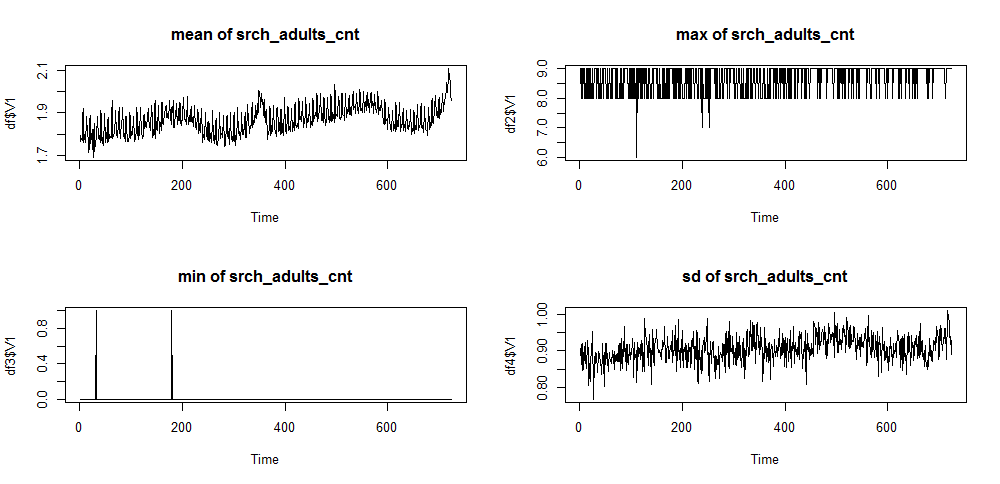 mean of srch_adults_cnt
df$V1
2.1
1.9
1.7
0 200 400 600
Time
max of srch_adults_cnt
df2$V1
9.0
8.0
7.0
6.0
0 200 400 600
Time
min of srch_adults_cnt
df3$V1
0.8
0.4
0.0
0 200 400 600
Time
sd of srch_adults_cnt
df4$V1
1.00
0.90
0.80
0 200 400 600
Time